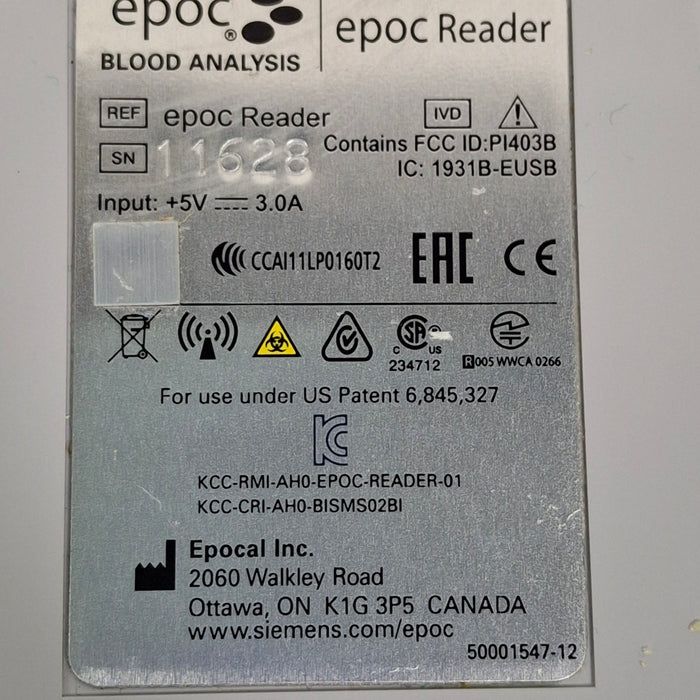 epoc®
BLOOD ANALYSIS
epoc Reader
REF epoc Reader
IVD
SN 11628
Contains FCC ID:PI403B
IC: 1931B-EUSB
Input: +5V 3.0A
CCAI11LP0160T2
EAC CE
C SA US
234712
R 005 WWCA 0266
For use under US Patent 6,845,327
KC
KCC-RMI-AH0-EPOC-READER-01
KCC-CRI-AH0-BISMS02BI
Epocal Inc.
2060 Walkley Road
Ottawa, ON K1G 3P5 CANADA
www.siemens.com/epoc
50001547-12